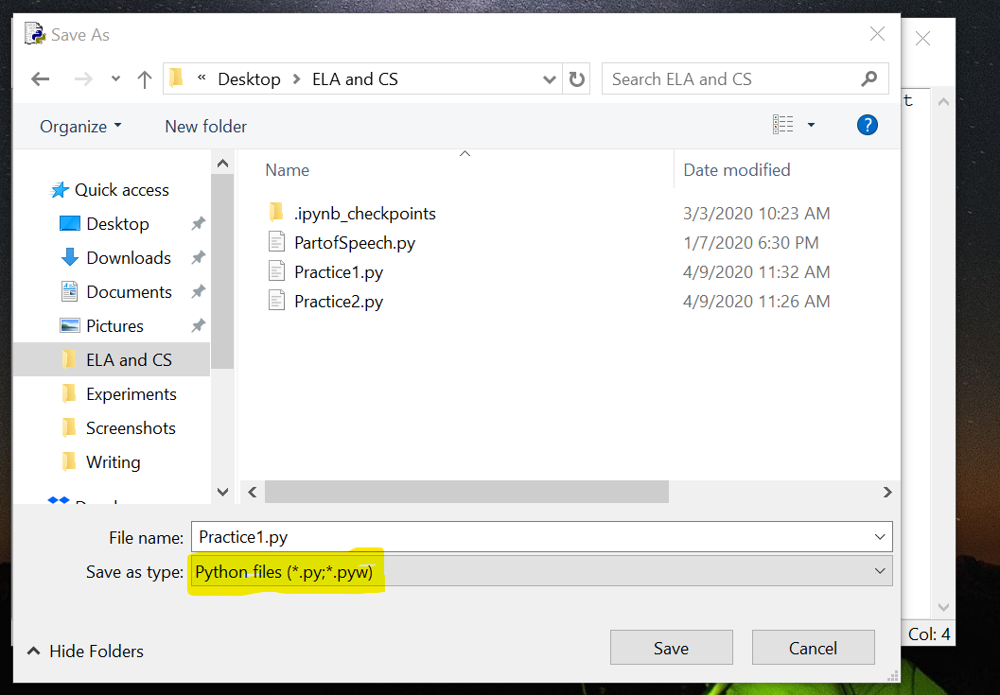 Save As
« Desktop > ELA and CS
Search ELA and CS
Organize
New folder
?
Name
Date modified
Quick access
Desktop
Downloads
Documents
Pictures
ELA and CS
Experiments
Screenshots
Writing
.ipynb_checkpoints 3/3/2020 10:23 AM
PartofSpeech.py 1/7/2020 6:30 PM
Practice1.py 4/9/2020 11:32 AM
Practice2.py 4/9/2020 11:26 AM
File name: Practice1.py
Save as type: Python files (*.py;*.pyw)
Hide Folders
Save
Cancel
t
Col: 4